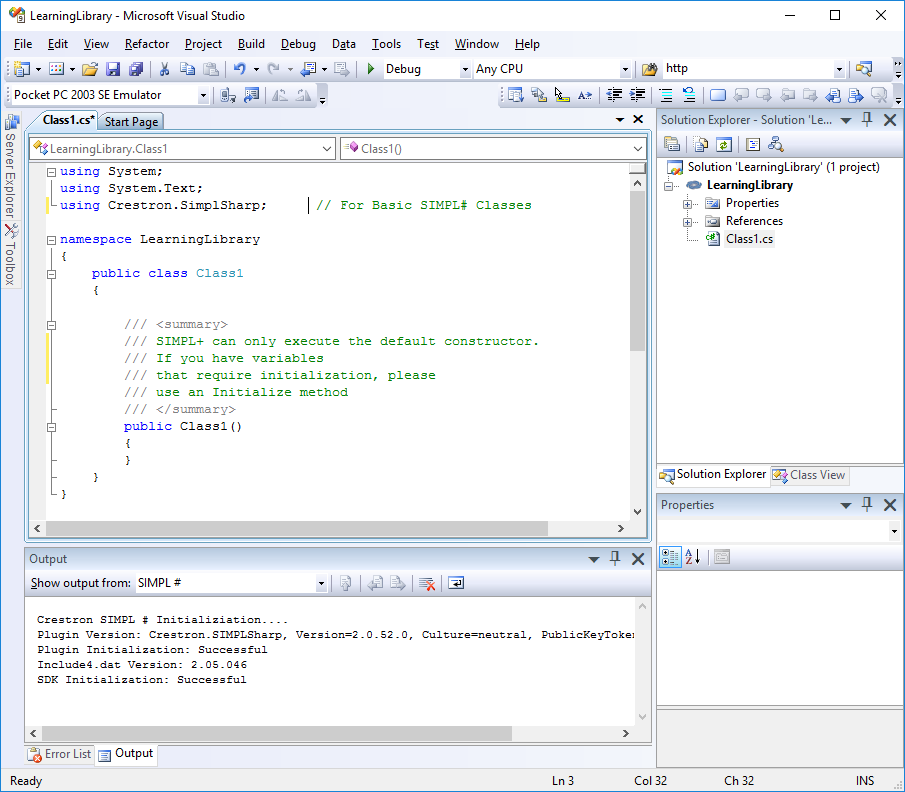 LearningLibrary - Microsoft Visual Studio
File Edit View Refactor Project Build Debug Data Tools Test Window Help
Debug Any CPU http
Pocket PC 2003 SE Emulator
Server Explorer
Toolbox
Class1.cs* Start Page
LearningLibrary.Class1 Class1()
using System;
using System.Text;
using Crestron.SimplSharp; // For Basic SIMPL# Classes
namespace LearningLibrary
{
public class Class1
{
/// <summary>
/// SIMPL+ can only execute the default constructor.
/// If you have variables
/// that require initialization, please
/// use an Initialize method
/// </summary>
public Class1()
{
}
}
}
Solution Explorer - Solution 'Le...
Solution 'LearningLibrary' (1 project)
LearningLibrary
Properties
References
Class1.cs
Solution Explorer Class View
Properties
Output
Show output from: SIMPL #
Crestron SIMPL # Initializiation....
Plugin Version: Crestron.SIMPLSharp, Version=2.0.52.0, Culture=neutral, PublicKeyToken
Plugin Initialization: Successful
Include4.dat Version: 2.05.046
SDK Initialization: Successful
Error List Output
Ready Ln 3 Col 32 Ch 32 INS